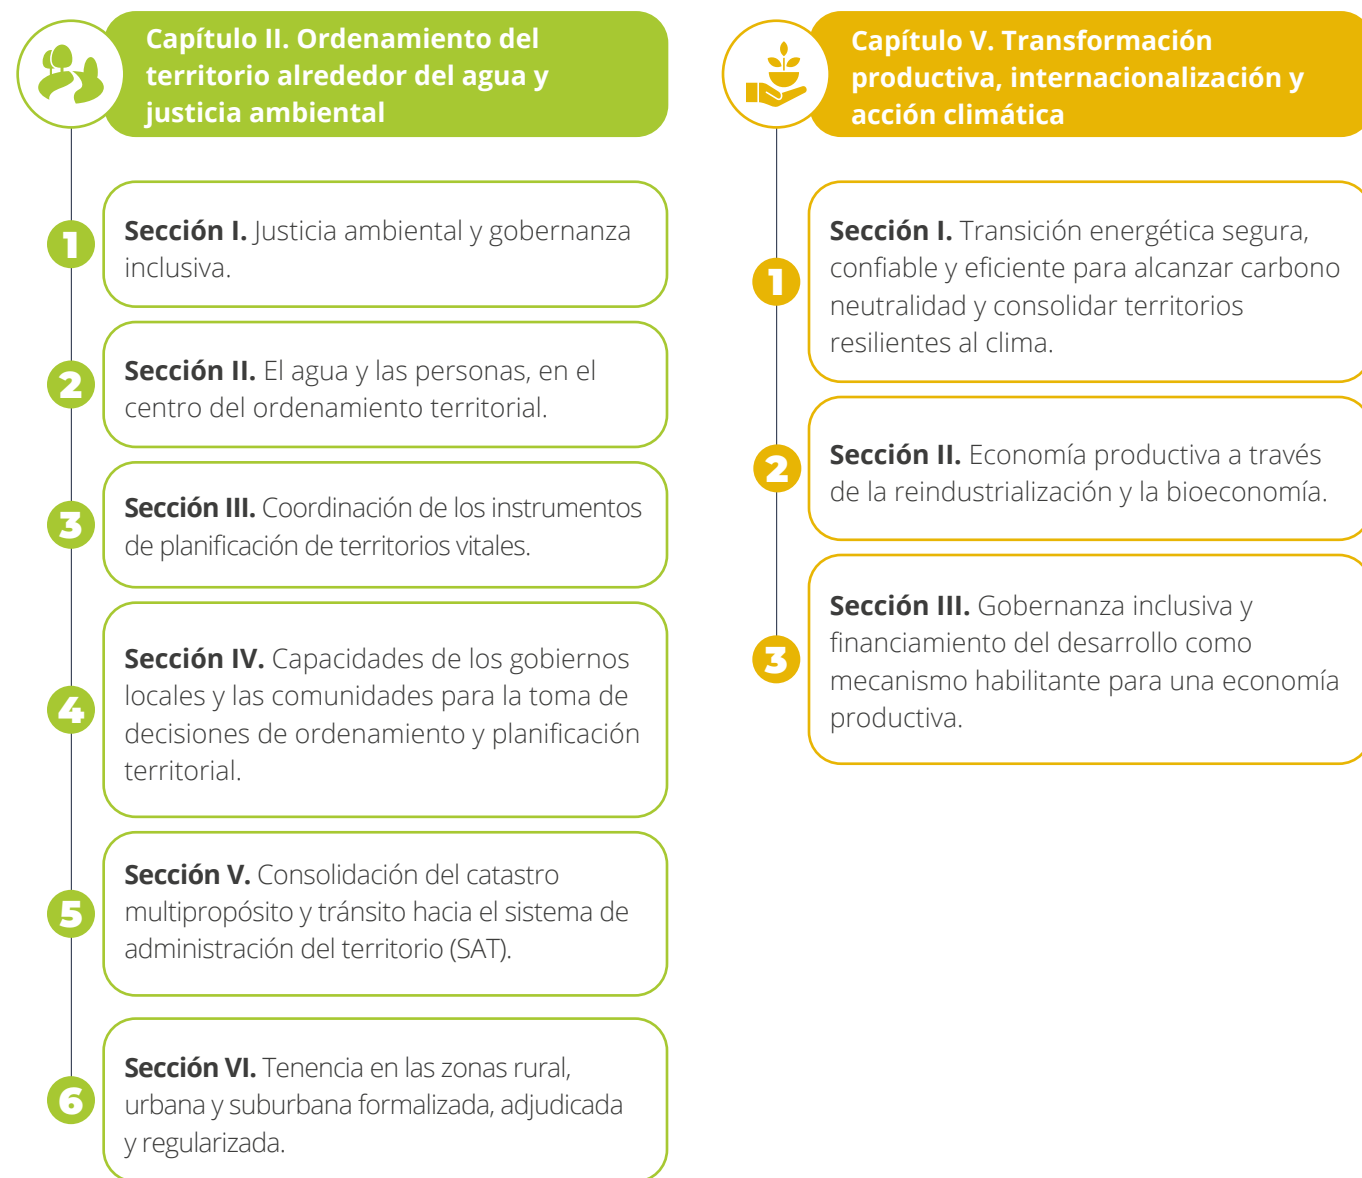 Capítulo II. Ordenamiento del
territorio alrededor del agua y
justicia ambiental
1
Sección I. Justicia ambiental y gobernanza
inclusiva.
2
Sección II. El agua y las personas, en el
centro del ordenamiento territorial.
3
Sección III. Coordinación de los instrumentos
de planificación de territorios vitales.
4
Sección IV. Capacidades de los gobiernos
locales y las comunidades para la toma de
decisiones de ordenamiento y planificación
territorial.
5
Sección V. Consolidación del catastro
multipropósito y tránsito hacia el sistema de
administración del territorio (SAT).
6
Sección VI. Tenencia en las zonas rural,
urbana y suburbana formalizada, adjudicada
y regularizada.
Capítulo V. Transformación
productiva, internacionalización y
acción climática
1
Sección I. Transición energética segura,
confiable y eficiente para alcanzar carbono
neutralidad y consolidar territorios
resilientes al clima.
2
Sección II. Economía productiva a través
de la reindustrialización y la bioeconomía.
3
Sección III. Gobernanza inclusiva y
financiamiento del desarrollo como
mecanismo habilitante para una economía
productiva.